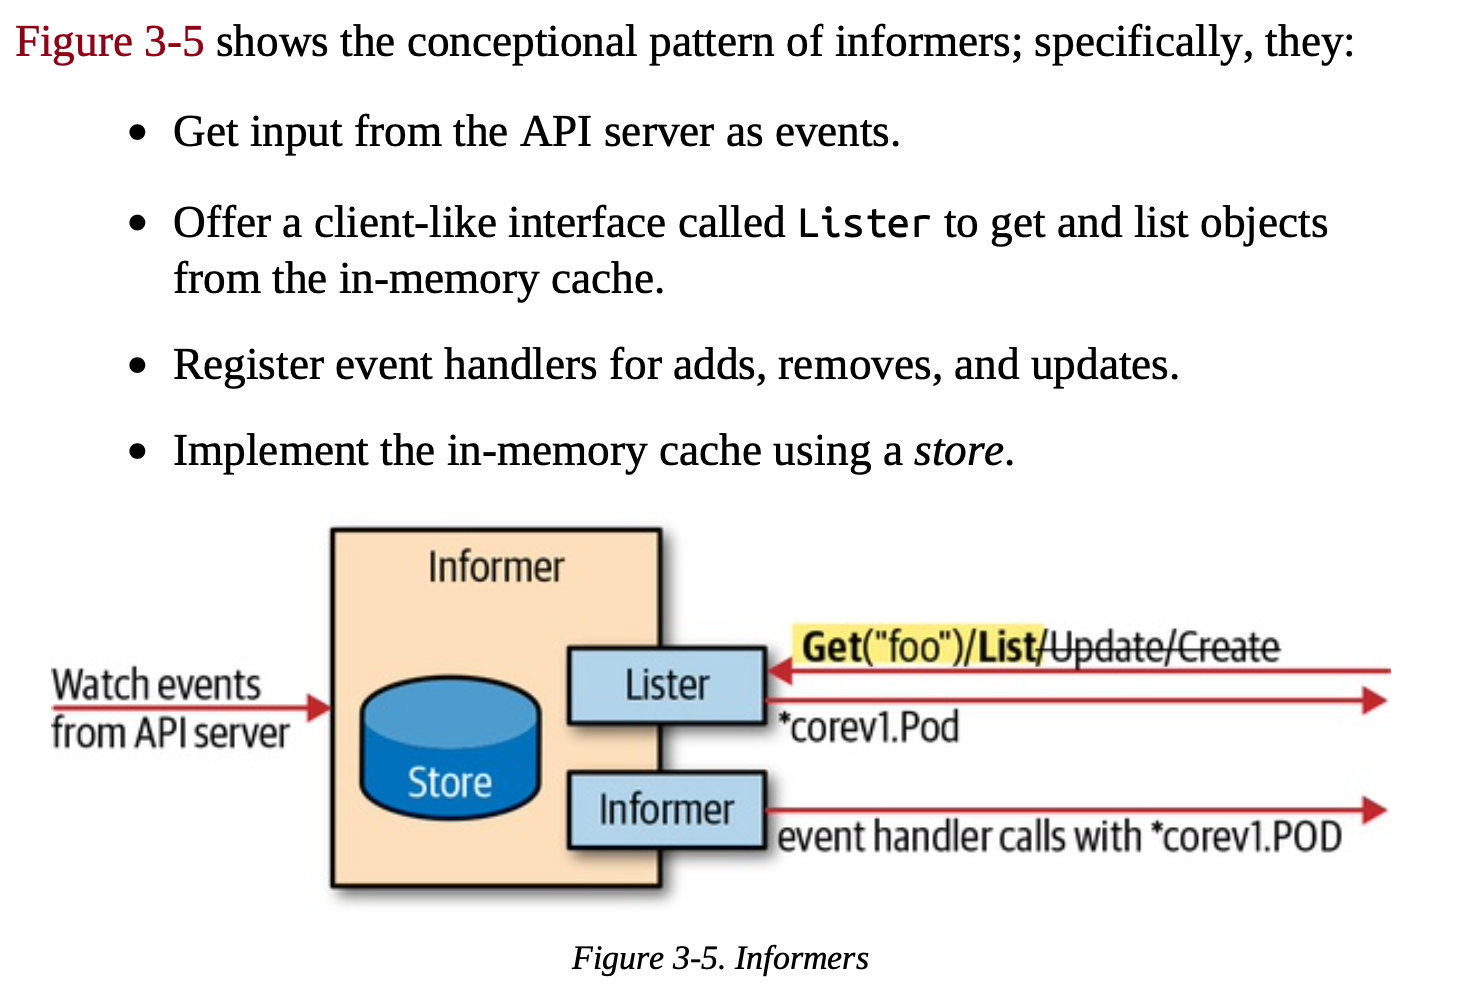 Figure 3-5 shows the conceptional pattern of informers; specifically, they:
• Get input from the API server as events.
• Offer a client-like interface called Lister to get and list objects
from the in-memory cache.
• Register event handlers for adds, removes, and updates.
• Implement the in-memory cache using a store.
Informer
Watch events
from API server
Store
Lister
Get("foo")/List/Update/Create
*corev1.Pod
Informer
event handler calls with *corev1.POD
Figure 3-5. Informers